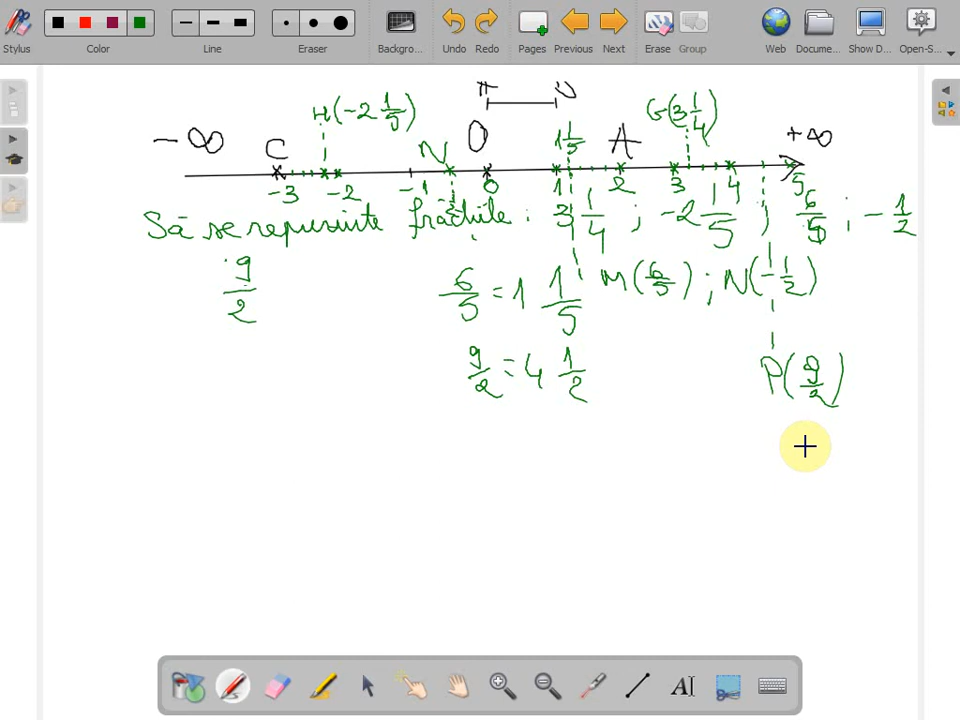 Stylus Color Line Eraser Backgro... Undo Redo Pages Previous Next Erase Group Web Docume... Show D... Open-S...
H(-2 1/5) G(3 1/4)
-∞ C N O 1 1/5 A +∞
-3 -2 -1 0 1 2 3 4 5
Să se reprezinte fracțiile : 3 1/4 ; -2 1/5 ; 6/5 ; - 1/2
9/2 6/5 = 1 1/5 M(6/5) ; N(-1/2)
9/2 = 4 1/2 P(9/2)